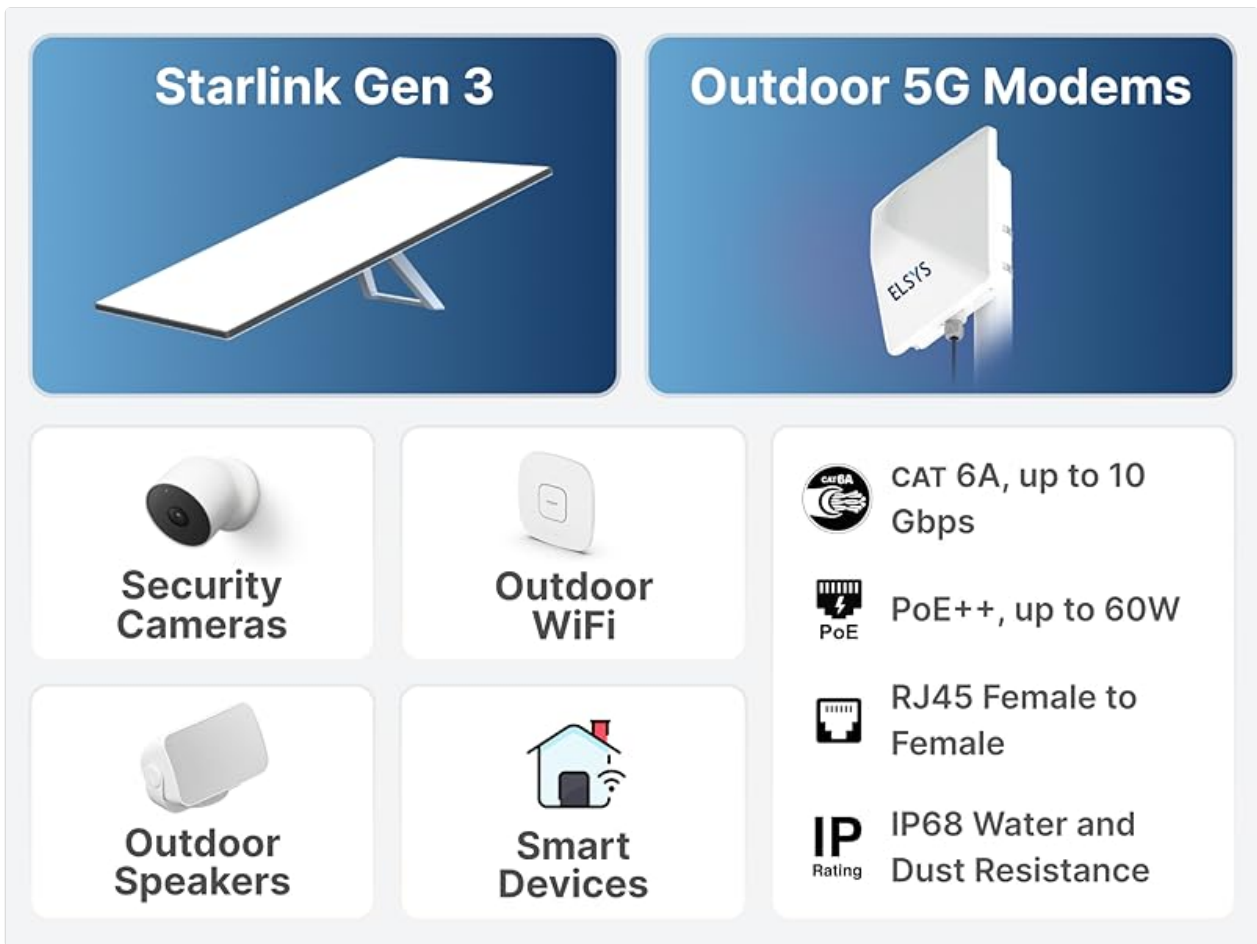 Starlink Gen 3
Outdoor 5G Modems
ELSYS
Security
Cameras
Outdoor
WiFi
Outdoor
Speakers
Smart
Devices
CAT6A
CAT 6A, up to 10
Gbps
PoE
PoE++, up to 60W
RJ45 Female to
Female
IP
Rating
IP68 Water and
Dust Resistance